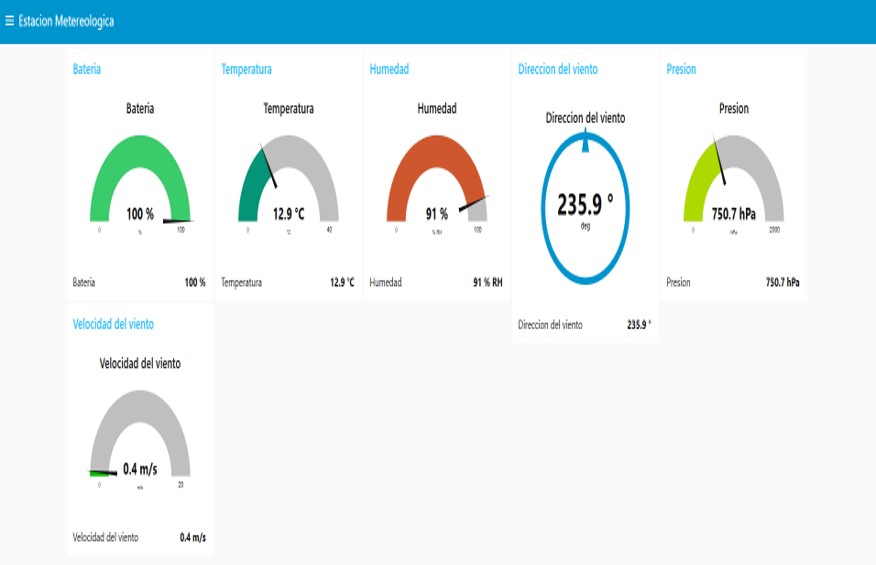 Estacion Metereologica
Bateria
Bateria
100 %
0
%
100
Bateria
100 %
Temperatura
Temperatura
12.9 °C
0
°C
40
Temperatura
12.9 °C
Humedad
Humedad
91 %
0
% RH
100
Humedad
91 % RH
Direccion del viento
Direccion del viento
235.9 °
deg
Direccion del viento
235.9 °
Presion
Presion
750.7 hPa
0
hPa
2000
Presion
750.7 hPa
Velocidad del viento
Velocidad del viento
0.4 m/s
0
m/s
Velocidad del viento
0.4 m/s